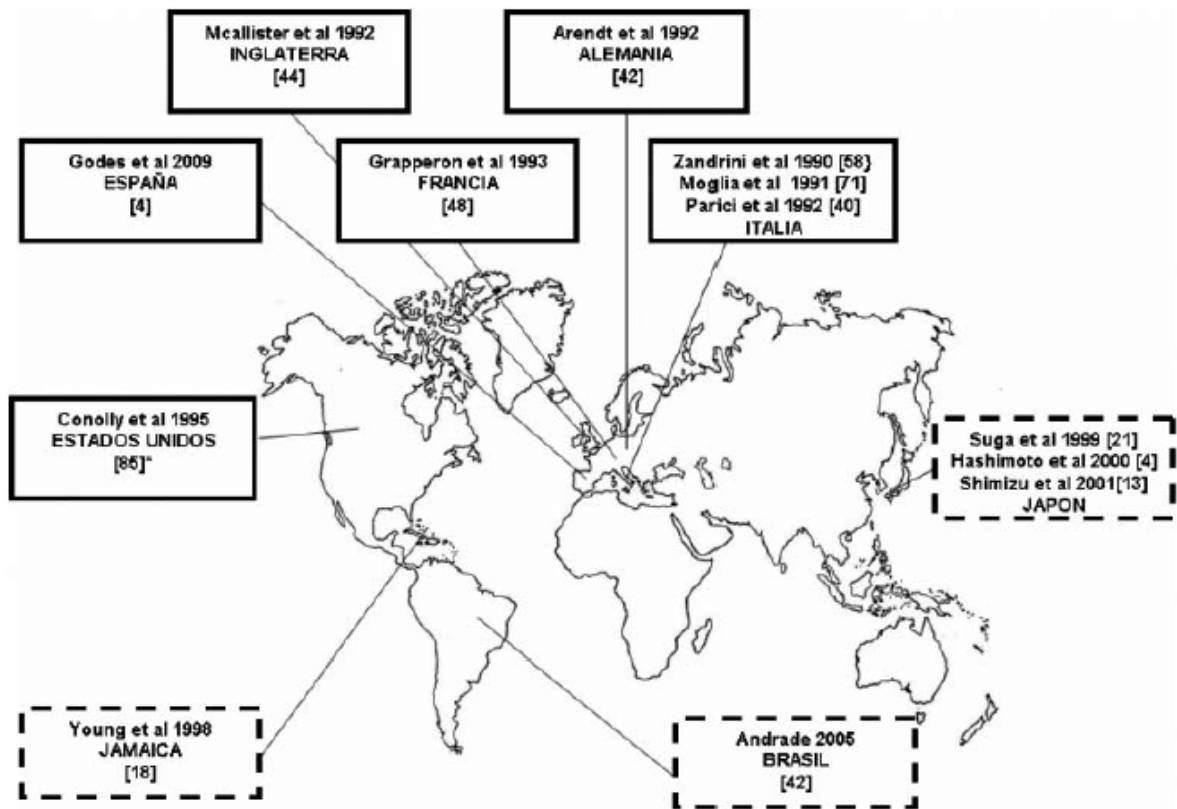 Mcallister et al 1992
INGLATERRA
[44]
Arendt et al 1992
ALEMANIA
[42]
Godes et al 2009
ESPAÑA
[4]
Grapperon et al 1993
FRANCIA
[48]
Zandrini et al 1990 [58}
Moglia et al 1991 [71]
Parici et al 1992 [40]
ITALIA
Conolly et al 1995
ESTADOS UNIDOS
[85]*
Suga et al 1999 [21]
Hashimoto et al 2000 [4]
Shimizu et al 2001[13]
JAPON
Young et al 1998
JAMAICA
[18]
Andrade 2005
BRASIL
[42]